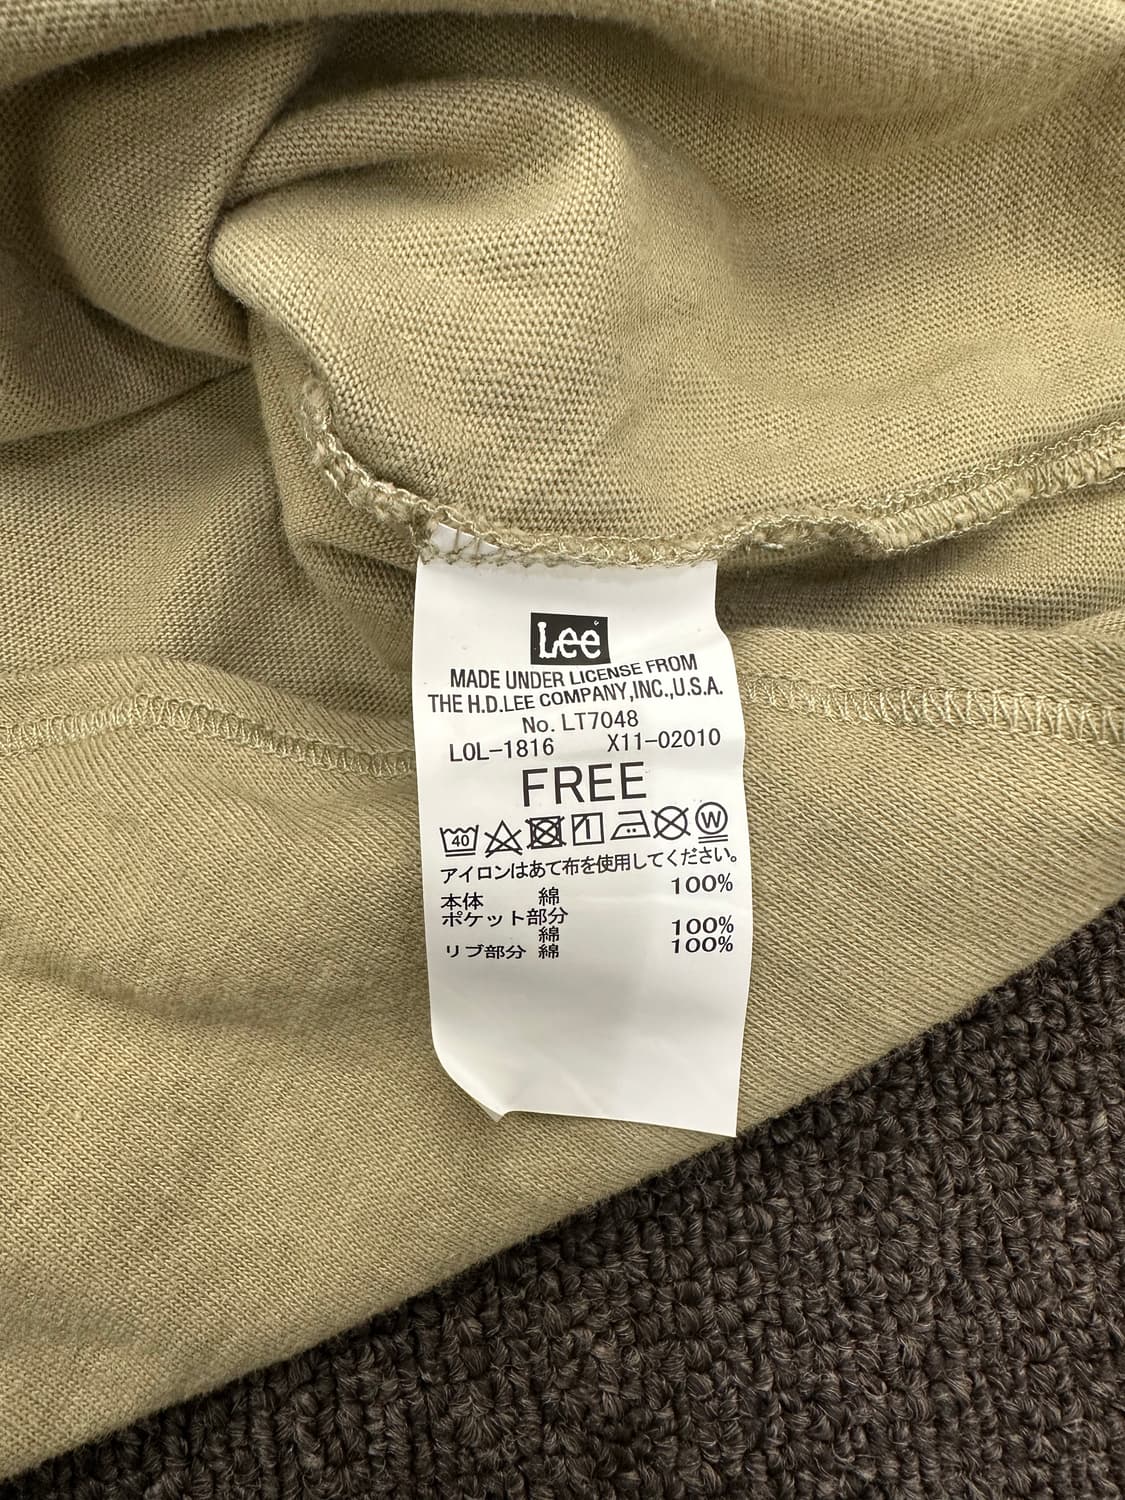 Lee
MADE UNDER LICENSE FROM
THE H.D.LEE COMPANY,INC.,U.S.A.
No. LT7048
LOL-1816 X11-02010
FREE
40 W
アイロンはあて布を使用してください。
本体 綿 100%
ポケット部分
綿 100%
リブ部分 綿 100%